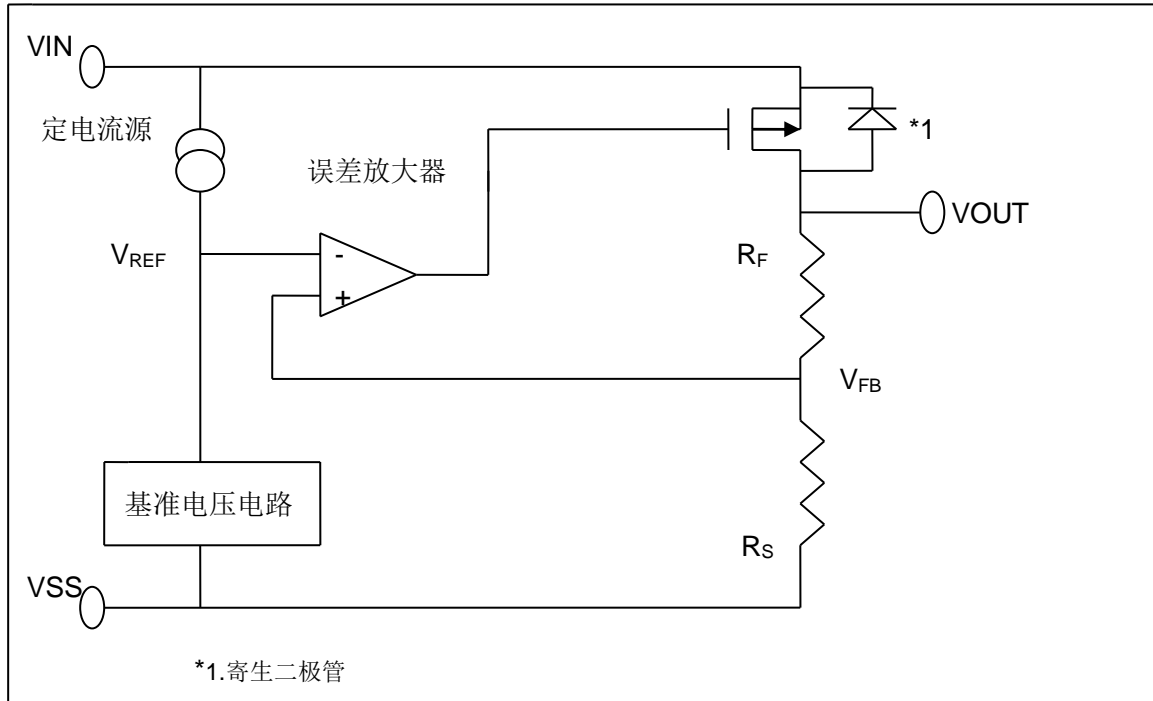 VIN
定电流源
*1
误差放大器
VOUT
VREF
-
RF
+
VFB
基准电压电路
RS
VSS
*1.寄生二极管